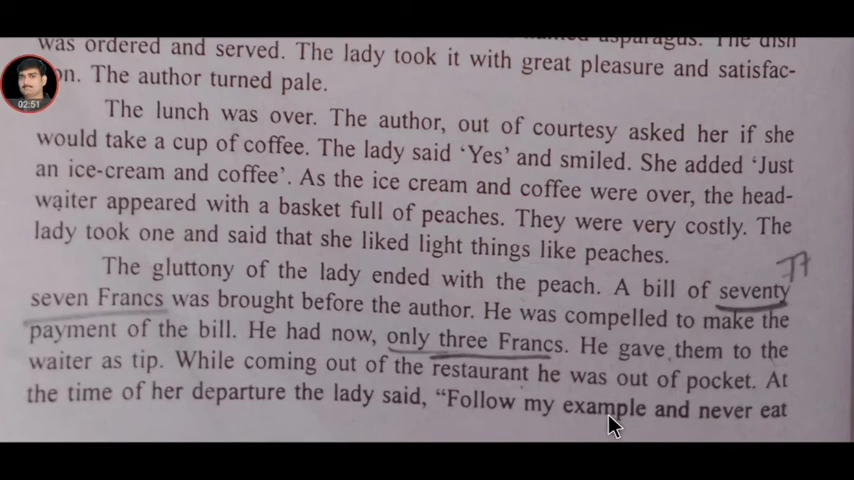 asparagus. The dish
was ordered and served. The lady took it with great pleasure and satisfac-
on. The author turned pale.
02:51
The lunch was over. The author, out of courtesy asked her if she
would take a cup of coffee. The lady said ‘Yes’ and smiled. She added ‘Just
an ice-cream and coffee’. As the ice cream and coffee were over, the head-
waiter appeared with a basket full of peaches. They were very costly. The
lady took one and said that she liked light things like peaches.
77
The gluttony of the lady ended with the peach. A bill of seventy
seven Francs was brought before the author. He was compelled to make the
payment of the bill. He had now, only three Francs. He gave them to the
waiter as tip. While coming out of the restaurant he was out of pocket. At
the time of her departure the lady said, “Follow my example and never eat